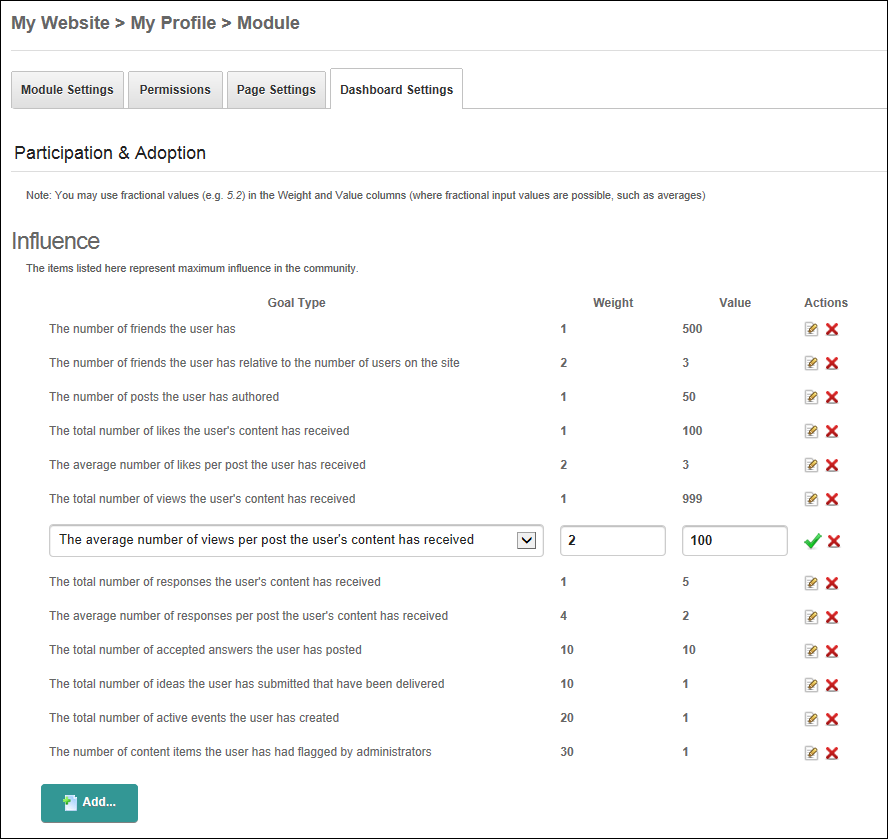 My Website > My Profile > Module
Module Settings Permissions Page Settings Dashboard Settings
Participation & Adoption
Note: You may use fractional values (e.g. 5.2) in the Weight and Value columns (where fractional input values are possible, such as averages)
Influence
The items listed here represent maximum influence in the community.
Goal Type Weight Value Actions
The number of friends the user has 1 500
The number of friends the user has relative to the number of users on the site 2 3
The number of posts the user has authored 1 50
The total number of likes the user's content has received 1 100
The average number of likes per post the user has received 2 3
The total number of views the user's content has received 1 999
The average number of views per post the user's content has received 2 100
The total number of responses the user's content has received 1 5
The average number of responses per post the user's content has received 4 2
The total number of accepted answers the user has posted 10 10
The total number of ideas the user has submitted that have been delivered 10 1
The total number of active events the user has created 20 1
The number of content items the user has had flagged by administrators 30 1
Add...